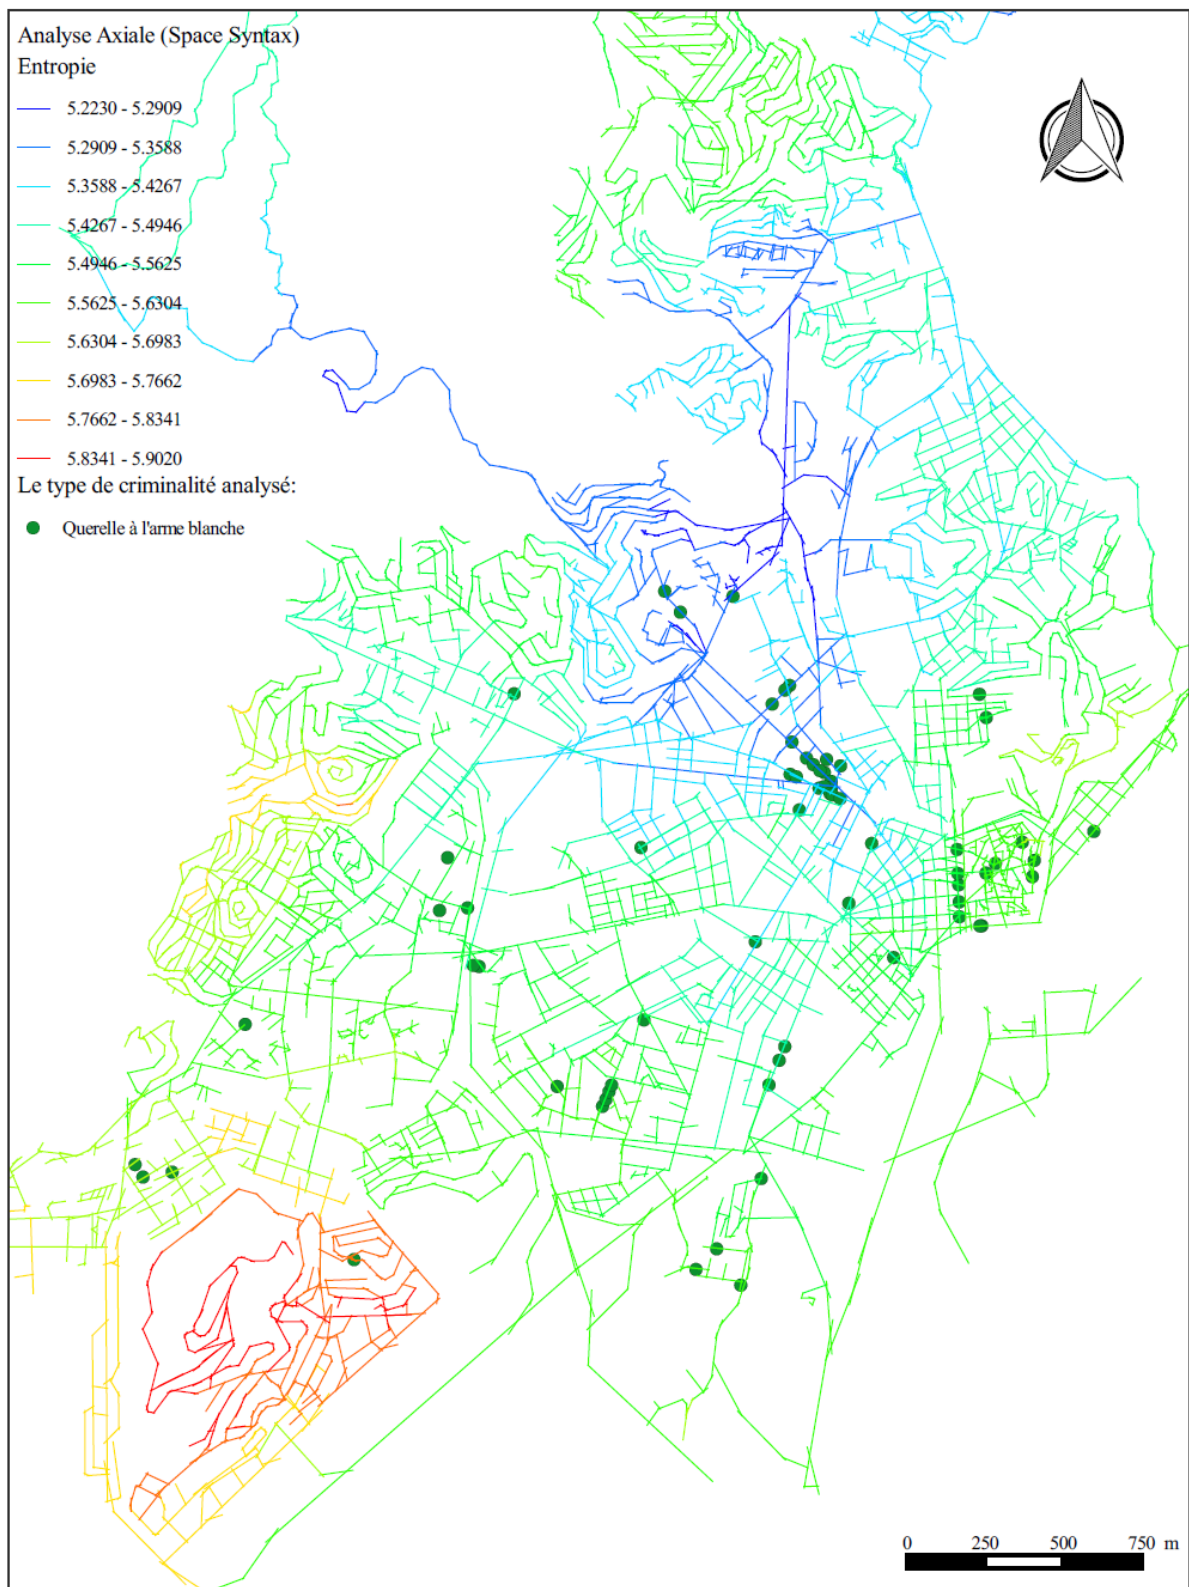 Analyse Axiale (Space Syntax)
Entropie
5.2230 - 5.2909
5.2909 - 5.3588
5.3588 - 5.4267
5.4267 - 5.4946
5.4946 - 5.5625
5.5625 - 5.6304
5.6304 - 5.6983
5.6983 - 5.7662
5.7662 - 5.8341
5.8341 - 5.9020
Le type de criminalité analysé:
Querelle à l'arme blanche
0 250 500 750 m